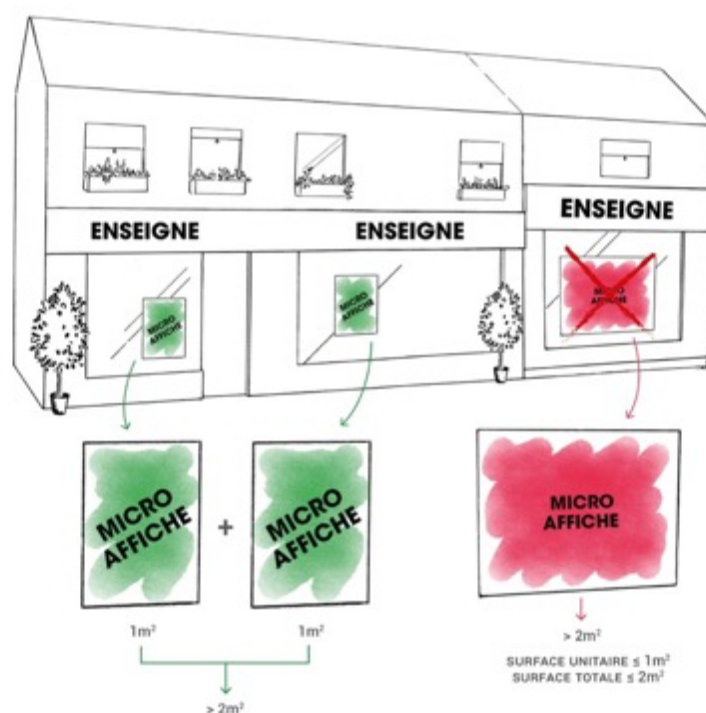 ENSEIGNE
ENSEIGNE
ENSEIGNE
MICRO
AFFICHE
MICRO
AFFICHE
MICRO
AFFICHE
MICRO
AFFICHE
+
MICRO
AFFICHE
MICRO
AFFICHE
1m²
1m²
> 2m²
> 2m²
SURFACE UNITAIRE ≤ 1m²
SURFACE TOTALE ≤ 2m²